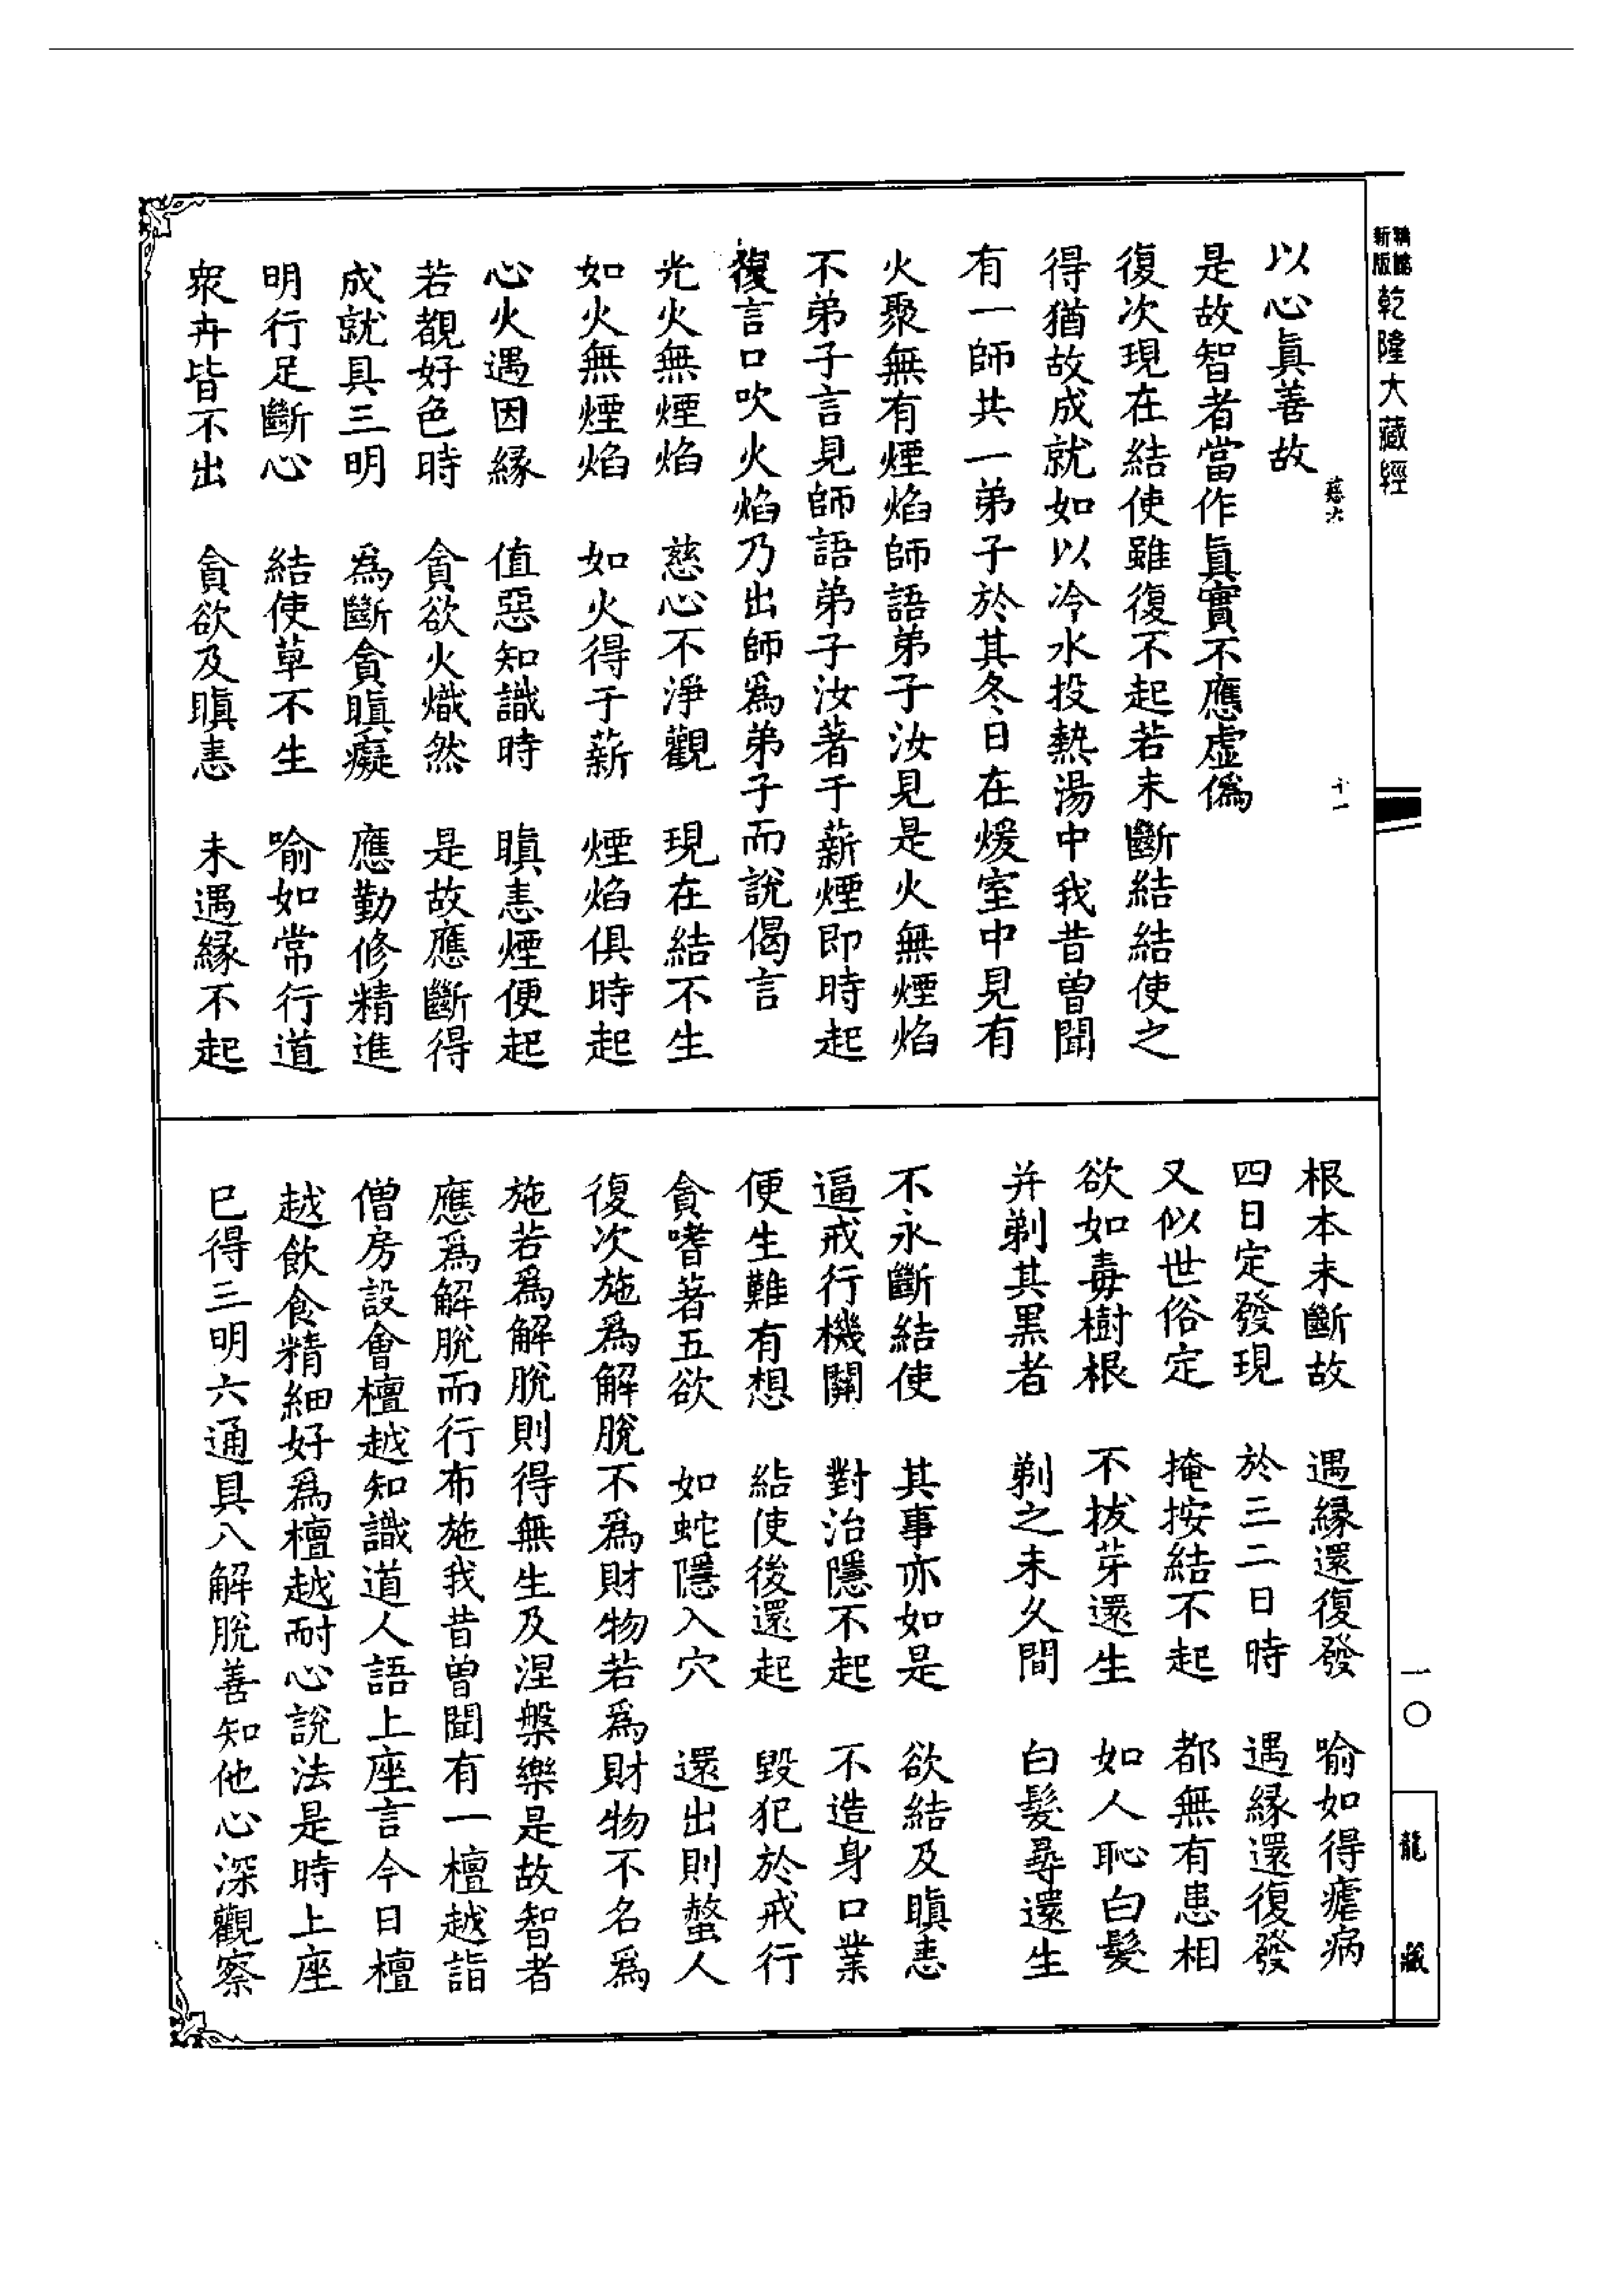 新版
精縮
乾隆大藏經
十一
以心眞善故
是故智者當作眞實不應虛僞
復次現在結使雖復不起若未斷結結使之
得猶故成就如以冷水投熱湯中我昔曾聞
有一師共一弟子於其冬日在煖室中見有
火聚無有煙焰師語弟子汝見是火無煙焰
不弟子言見師語弟子汝著于薪煙即時起
復言口吹火焰乃出師爲弟子而說偈言
光火無煙焰 慈心不淨觀 現在結不生
如火無煙焰 如火得于薪 煙焰俱時起
心火遇因緣 值惡知識時 瞋恚煙便起
若覩好色時 貪欲火熾然 是故應斷得
成就具三明 爲斷貪瞋癡 應勤修精進
明行足斷心 結使草不生 喻如常行道
衆卉皆不出 貪欲及瞋恚 未遇緣不起
根本未斷故 遇緣還復發 喻如得瘧病
四日定發現 於三二日時 遇緣還復發
又似世俗定 掩按結不起 都無有患相
欲如毒樹根 不拔芽還生 如人恥白髮
并剃其黑者 剃之未久間 白髮尋還生
不永斷結使 其事亦如是 欲結及瞋恚
逼戒行機關 對治隱不起 不造身口業
便生難有想 結使後還起 毀犯於戒行
貪嗜著五欲 如蛇隱入穴 還出則螫人
復次施爲解脫不爲財物若爲財物不名爲
施若爲解脫則得無生及涅槃樂是故智者
應爲解脫而行布施我昔曾聞有一檀越詣
僧房設會檀越知識道人語上座言今日檀
越飲食精細好爲檀越耐心說法是時上座
已得三明六通具八解脫善知他心深觀察
一〇
龍藏